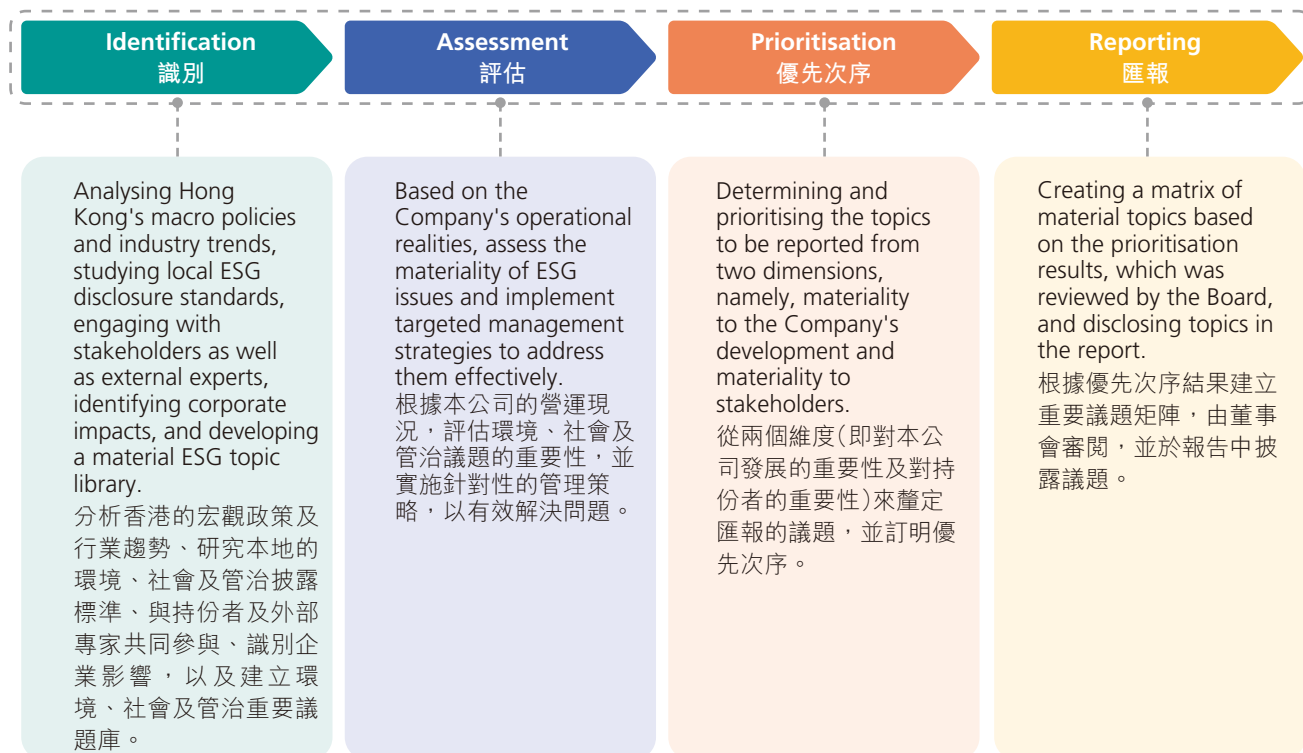 Identification
識別
Assessment
評估
Prioritisation
優先次序
Reporting
匯報
Analysing Hong
Kong's macro policies
and industry trends,
studying local ESG
disclosure standards,
engaging with
stakeholders as well
as external experts,
identifying corporate
impacts, and developing
a material ESG topic
library.
分析香港的宏觀政策及
行業趨勢、研究本地的
環境、社會及管治披露
標準、與持份者及外部
專家共同參與、識別企
業影響，以及建立環
境、社會及管治重要議
題庫。
Based on the
Company's operational
realities, assess the
materiality of ESG
issues and implement
targeted management
strategies to address
them effectively.
根據本公司的營運現
況，評估環境、社會及
管治議題的重要性，並
實施針對性的管理策
略，以有效解決問題。
Determining and
prioritising the topics
to be reported from
two dimensions,
namely, materiality
to the Company's
development and
materiality to
stakeholders.
從兩個維度(即對本公
司發展的重要性及對持
份者的重要性)來釐定
匯報的議題，並訂明優
先次序。
Creating a matrix of
material topics based
on the prioritisation
results, which was
reviewed by the Board,
and disclosing topics in
the report.
根據優先次序結果建立
重要議題矩陣，由董事
會審閱，並於報告中披
露議題。